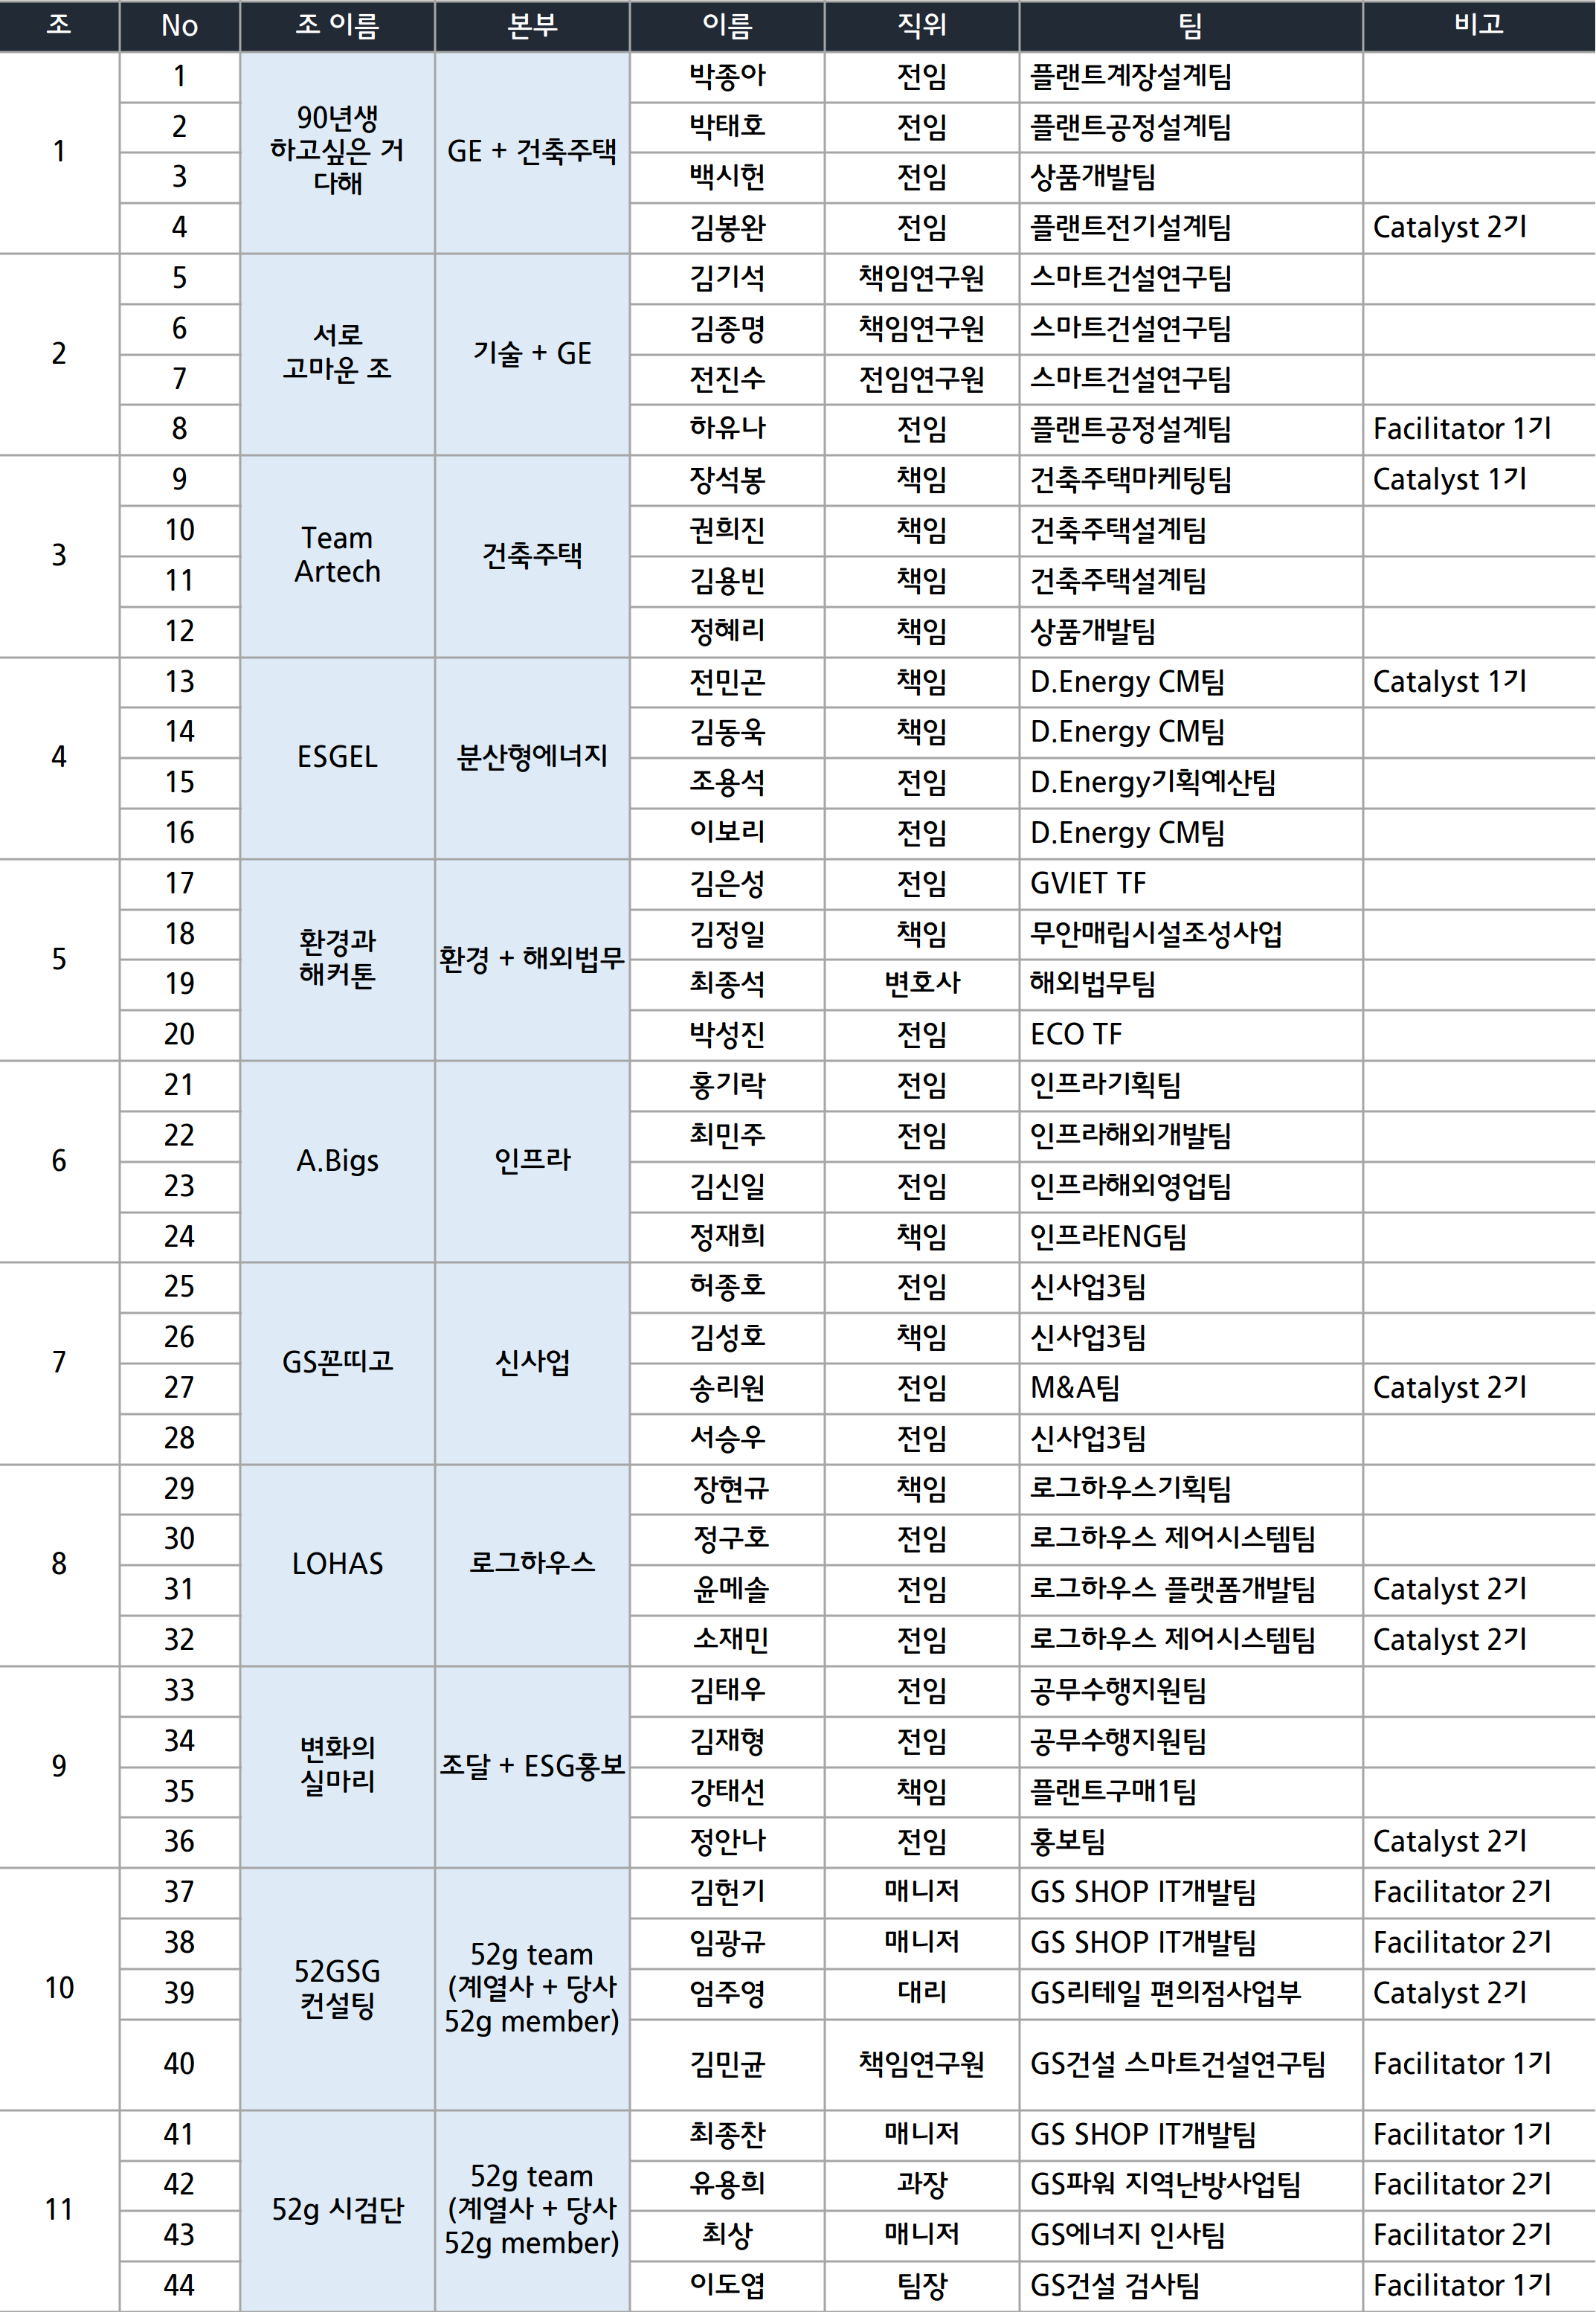 조 No 조 이름 본부 이름 직위 팀 비고
1 박종아 전임 플랜트계장설계팀
90년생
하고싶은 거
다해
1 GE + 건축주택
2 박태호 전임 플랜트공정설계팀
3 백시헌 전임 상품개발팀
4 김봉완 전임 플랜트전기설계팀 Catalyst 2기
5 김기석 책임연구원 스마트건설연구팀
6 김종명 책임연구원 스마트건설연구팀
2 서로
고마운 조
기술 + GE
7 전진수 전임연구원 스마트건설연구팀
8 하유나 전임 플랜트공정설계팀 Facilitator 1기
9 장석봉 책임 건축주택마케팅팀 Catalyst 1기
10 권희진 책임 건축주택설계팀
3 Team
Artech
건축주택
11 김용빈 책임 건축주택설계팀
12 정혜리 책임 상품개발팀
13 전민곤 책임 D.Energy CM팀 Catalyst 1기
14 김동욱 책임 D.Energy CM팀
4 ESGEL 분산형에너지
15 조용석 전임 D.Energy기획예산팀
16 이보리 전임 D.Energy CM팀
17 김은성 전임 GVIET TF
18 김정일 책임 무안매립시설조성사업
5 환경과
해커톤
환경 + 해외법무
19 최종석 변호사 해외법무팀
20 박성진 전임 ECO TF
21 홍기락 전임 인프라기획팀
22 최민주 전임 인프라해외개발팀
6 A.Bigs 인프라
23 김신일 전임 인프라해외영업팀
24 정재희 책임 인프라ENG팀
25 허종호 전임 신사업3팀
26 김성호 책임 신사업3팀
7 GS꼰띠고 신사업
27 송리원 전임 M&A팀 Catalyst 2기
28 서승우 전임 신사업3팀
29 장현규 책임 로그하우스기획팀
30 정구호 전임 로그하우스 제어시스템팀
8 LOHAS 로그하우스
31 윤메솔 전임 로그하우스 플랫폼개발팀 Catalyst 2기
32 소재민 전임 로그하우스 제어시스템팀 Catalyst 2기
33 김태우 전임 공무수행지원팀
34 김재형 전임 공무수행지원팀
9 변화의
실마리
조달 + ESG홍보
35 강태선 책임 플랜트구매1팀
36 정안나 전임 홍보팀 Catalyst 2기
37 김헌기 매니저 GS SHOP IT개발팀 Facilitator 2기
38 임광규 매니저 GS SHOP IT개발팀 Facilitator 2기
10 52GSG
컨설팅
52g team
(계열사 + 당사
52g member)
39 엄주영 대리 GS리테일 편의점사업부 Catalyst 2기
40 김민균 책임연구원 GS건설 스마트건설연구팀 Facilitator 1기
41 최종찬 매니저 GS SHOP IT개발팀 Facilitator 1기
42 유용희 과장 GS파워 지역난방사업팀 Facilitator 2기
11 52g 시검단
52g team
(계열사 + 당사
52g member)
43 최상 매니저 GS에너지 인사팀 Facilitator 2기
44 이도엽 팀장 GS건설 검사팀 Facilitator 1기